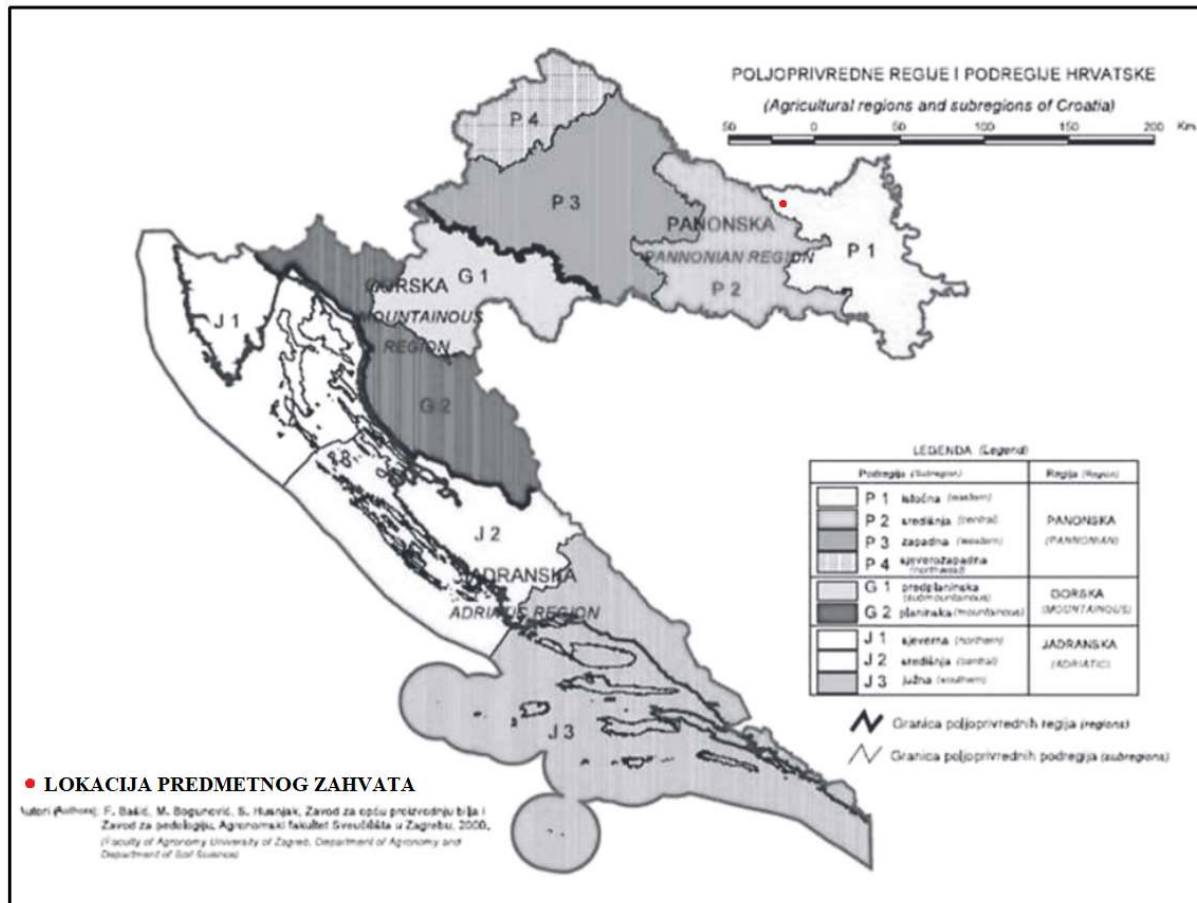 POLJOPRIVREDNE REGIJE I PODREGIJE HRVATSKE
(Agricultural regions and subregions of Croatia)
50 0 50 100 150 200 Km
P 4
P 3
PANONSKA
PANNONIAN REGION
P 2
P 1
G 1
GORSKA
MOUNTAINOUS
REGION
G 2
J 1
J 2
JADRANSKA
ADRIATIC REGION
J 3
LEGENDA (Legend)
Podregija (Subregion) Regija (Region)
P 1 istočna (eastern)
P 2 središnja (central)
P 3 zapadna (western)
P 4 sjeverozapadna (northwest)
PANONSKA
(PANNONIAN)
G 1 predplaninska (submountainous)
G 2 planinska (mountainous)
GORSKA
(MOUNTAINOUS)
J 1 sjeverna (northern)
J 2 središnja (central)
J 3 južna (southern)
JADRANSKA
(ADRIATIC)
Granica poljoprivrednih regija (regions)
Granica poljoprivrednih podregija (subregions)
LOKACIJA PREDMETNOG ZAHVATA
Autori (Authors): F. Bašić, M. Bogunović, S. Husnjak, Zavod za opću proizvodnju bilja i
Zavod za pedologiju, Agronomski fakultet Sveučilišta u Zagrebu, 2000.
(Faculty of Agronomy University of Zagreb, Department of Agronomy and
Department of Soil Science)